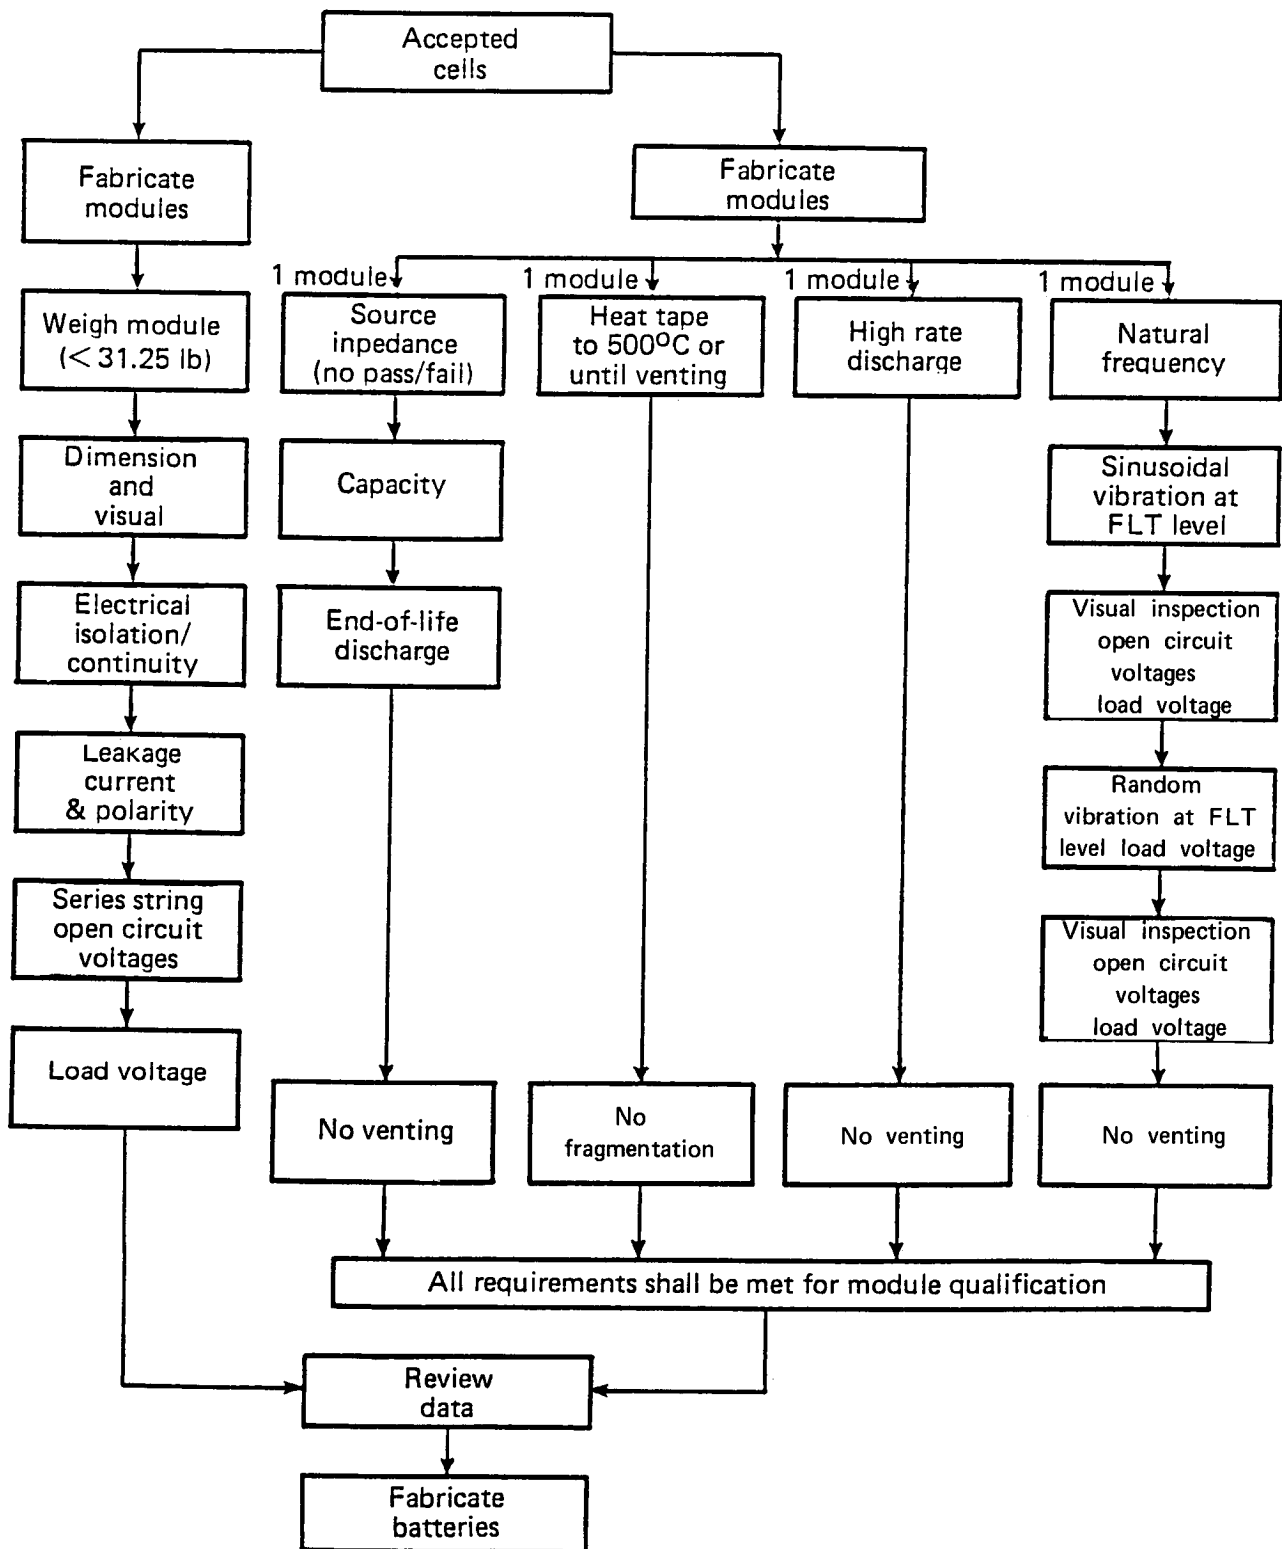 Accepted
cells
Fabricate
modules
Fabricate
modules
1 module
1 module
1 module
1 module
Weigh module
(< 31.25 lb)
Source
inpedance
(no pass/fail)
Heat tape
to 500°C or
until venting
High rate
discharge
Natural
frequency
Dimension
and
visual
Capacity
Sinusoidal
vibration at
FLT level
Electrical
isolation/
continuity
End-of-life
discharge
Visual inspection
open circuit
voltages
load voltage
Leakage
current
& polarity
Random
vibration at FLT
level load voltage
Series string
open circuit
voltages
Visual inspection
open circuit
voltages
load voltage
Load voltage
No venting
No
fragmentation
No venting
No venting
All requirements shall be met for module qualification
Review
data
Fabricate
batteries